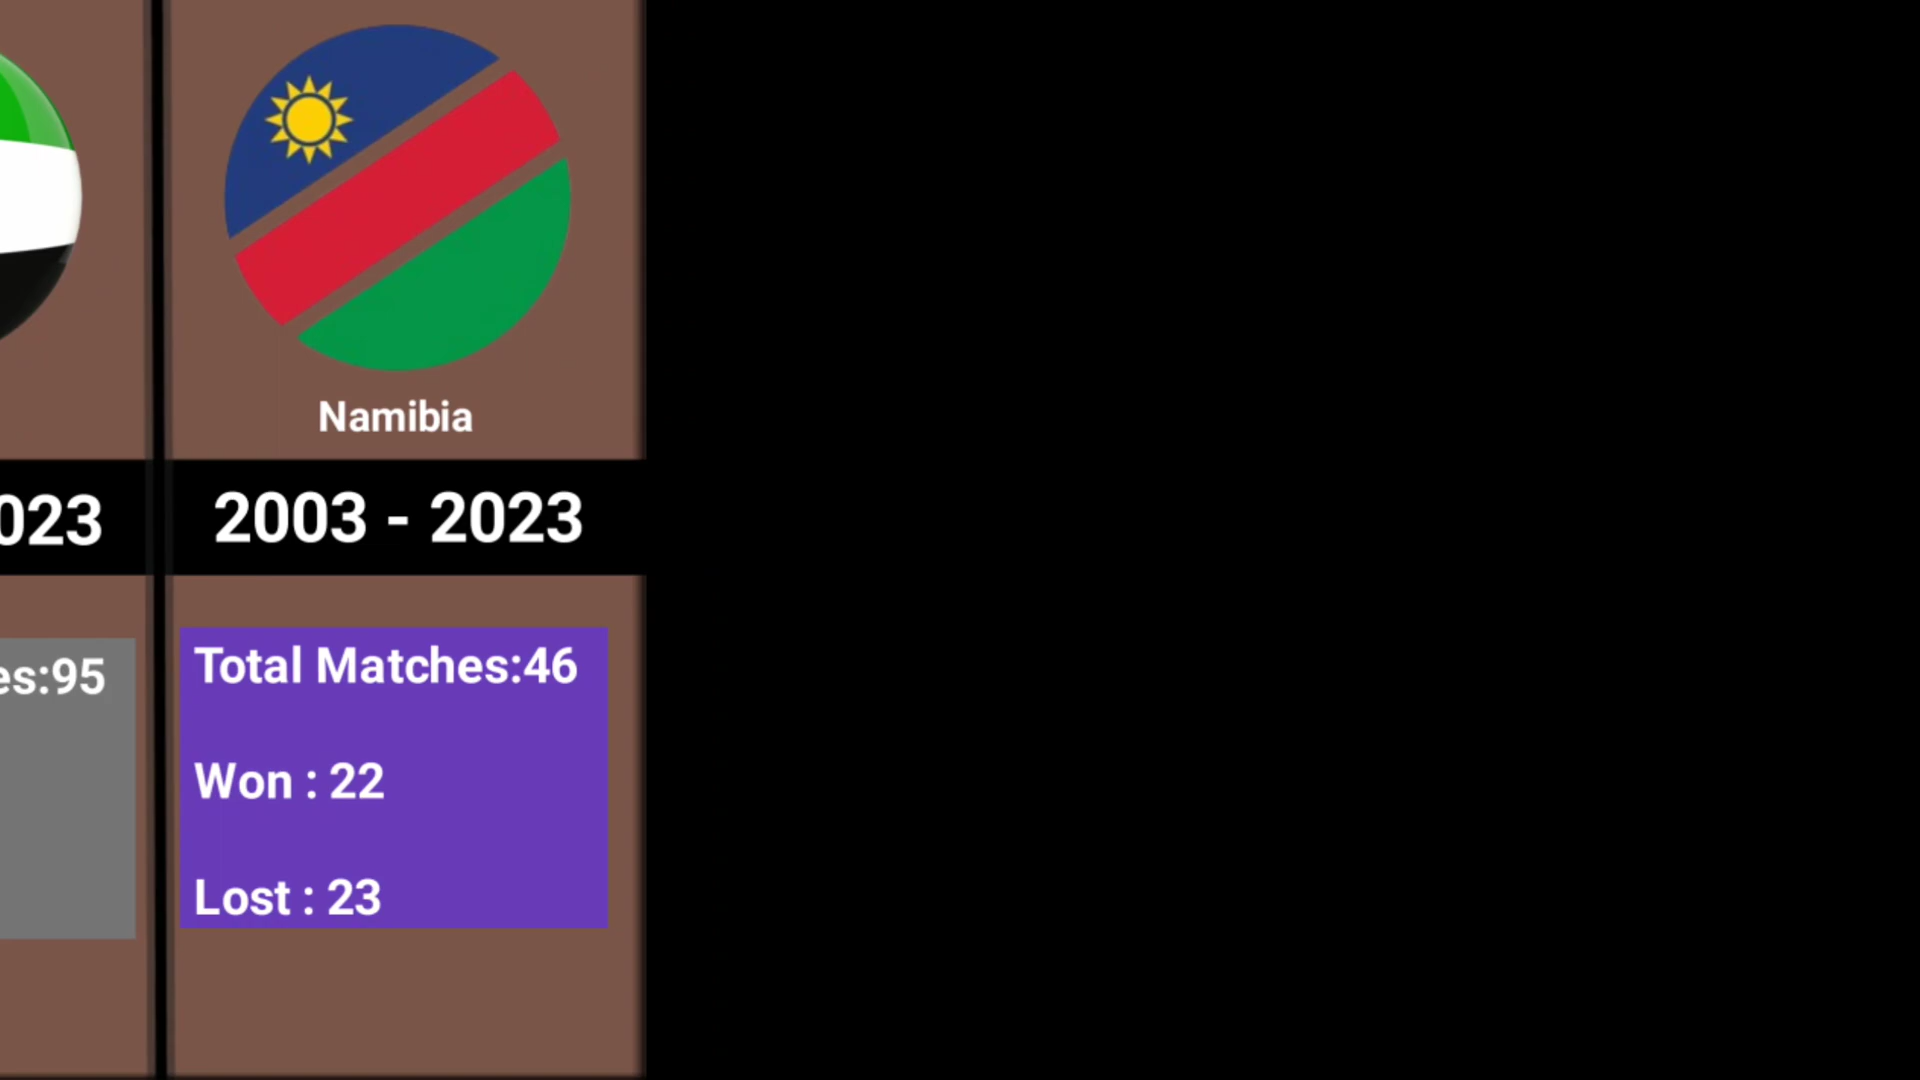 Namibia
023
2003 - 2023
es:95
Total Matches:46
Won : 22
Lost : 23